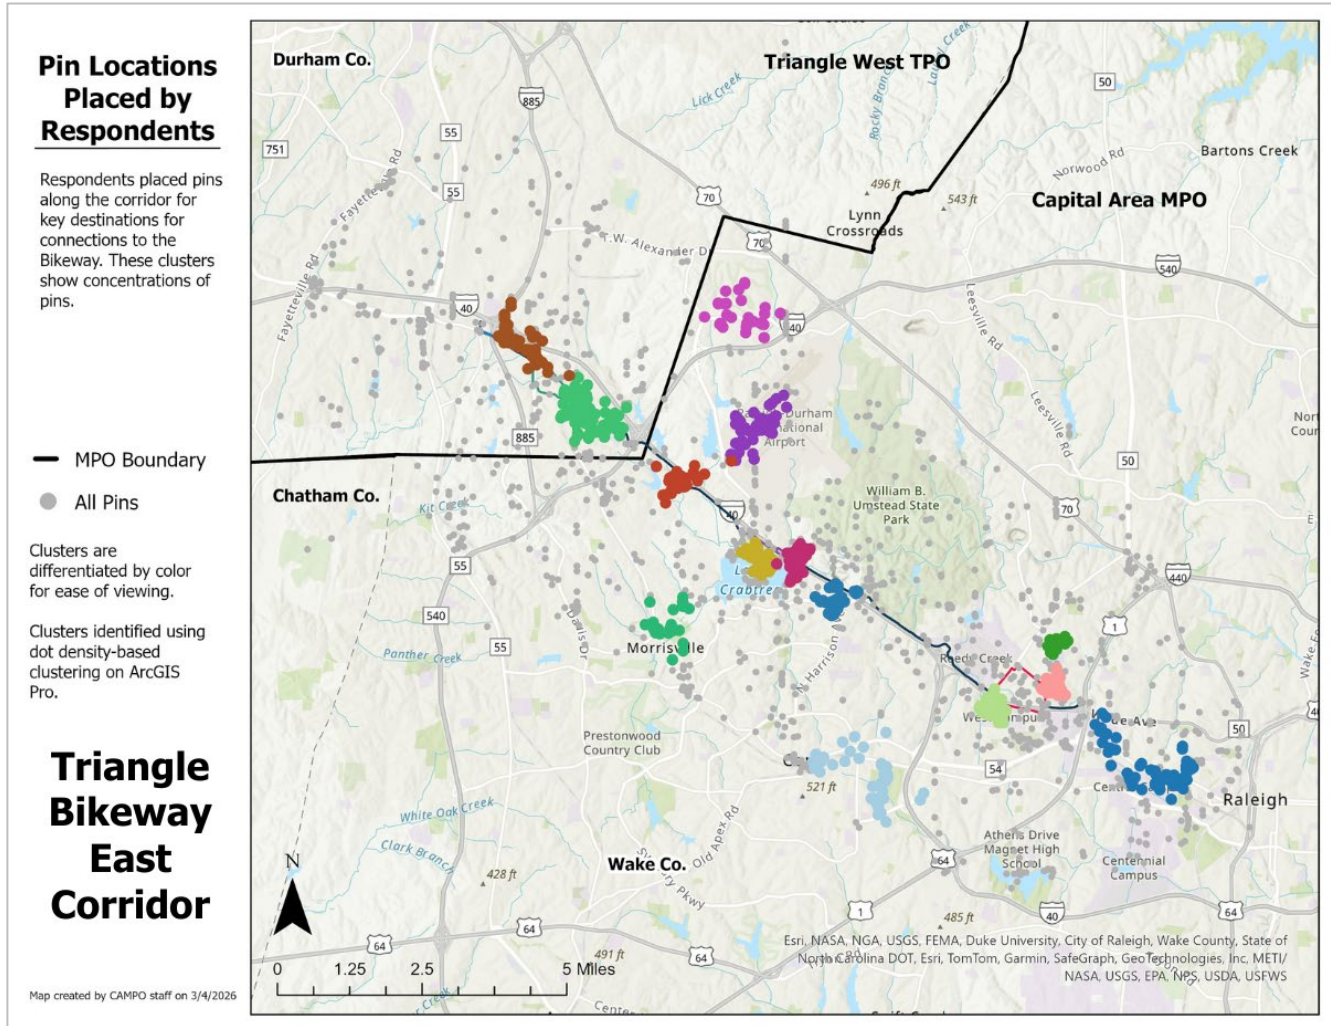 Pin Locations
Placed by
Respondents
Respondents placed pins
along the corridor for
key destinations for
connections to the
Bikeway. These clusters
show concentrations of
pins.
MPO Boundary
All Pins
Clusters are
differentiated by color
for ease of viewing.
Clusters identified using
dot density-based
clustering on ArcGIS
Pro.
Triangle
Bikeway
East
Corridor
Map created by CAMPO staff on 3/4/2026
N
0 1.25 2.5 5 Miles
Durham Co.
Triangle West TPO
Lick Creek
Rocky Branch
Creek
885
50
55
751
Norwood Rd
Bartons Creek
55
Fayetteville Rd
496 ft
543 ft
Capital Area MPO
70
Lynn
Crossroads
70
T.W. Alexander Dr
540
Fayetteville Rd
40
40
Leesville Rd
Leesville Rd
Durham
Airport
885
50
Chatham Co.
Kit Creek
40
William B.
Umstead State
Park
70
55
440
Crabtre
540
Davis Dr
1
55
Panther Creek
Morrisville
N Harrison
Reedy Creek
Prestonwood
Country Club
Ave
50
54
521 ft
Raleigh
White Oak Creek
Old Apex Rd
Clark Branch
Athens Drive
Magnet High
School
Centennial
Campus
Wake Co.
64
428 ft
Pkwy
1
485 ft
40
64
64
64
64
491 ft
Esri, NASA, NGA, USGS, FEMA, Duke University, City of Raleigh, Wake County, State of
North Carolina DOT, Esri, TomTom, Garmin, SafeGraph, GeoTechnologies, Inc, METI/
NASA, USGS, EPA, NPS, USDA, USFWS